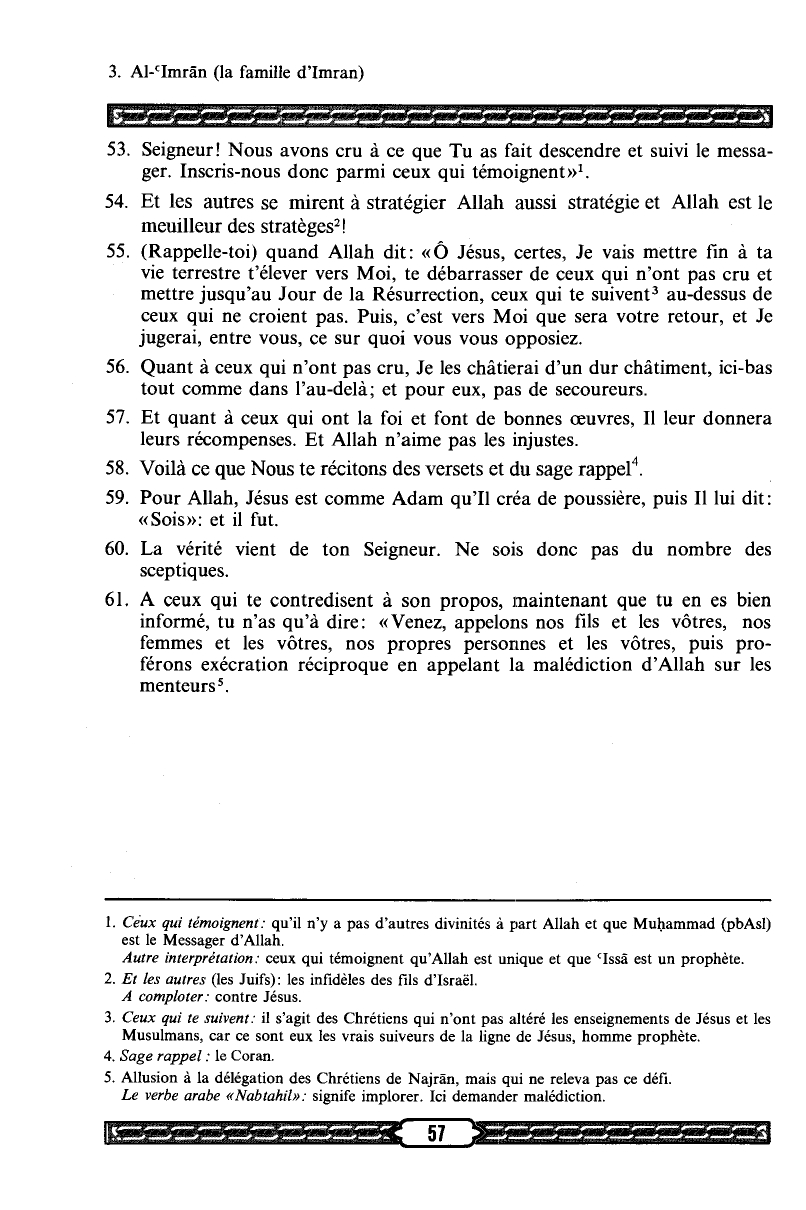 3. Al-ʿImrān (la famille d'Imran)
53. Seigneur! Nous avons cru à ce que Tu as fait descendre et suivi le messa-
ger. Inscris-nous donc parmi ceux qui témoignent»¹.
54. Et les autres se mirent à stratégier Allah aussi stratégie et Allah est le
meuilleur des stratèges²!
55. (Rappelle-toi) quand Allah dit: «Ô Jésus, certes, Je vais mettre fin à ta
vie terrestre t'élever vers Moi, te débarrasser de ceux qui n'ont pas cru et
mettre jusqu'au Jour de la Résurrection, ceux qui te suivent³ au-dessus de
ceux qui ne croient pas. Puis, c'est vers Moi que sera votre retour, et Je
jugerai, entre vous, ce sur quoi vous vous opposiez.
56. Quant à ceux qui n'ont pas cru, Je les châtierai d'un dur châtiment, ici-bas
tout comme dans l'au-delà; et pour eux, pas de secoureurs.
57. Et quant à ceux qui ont la foi et font de bonnes œuvres, Il leur donnera
leurs récompenses. Et Allah n'aime pas les injustes.
58. Voilà ce que Nous te récitons des versets et du sage rappel⁴.
59. Pour Allah, Jésus est comme Adam qu'Il créa de poussière, puis Il lui dit:
«Sois»: et il fut.
60. La vérité vient de ton Seigneur. Ne sois donc pas du nombre des
sceptiques.
61. A ceux qui te contredisent à son propos, maintenant que tu en es bien
informé, tu n'as qu'à dire: «Venez, appelons nos fils et les vôtres, nos
femmes et les vôtres, nos propres personnes et les vôtres, puis pro-
férons exécration réciproque en appelant la malédiction d'Allah sur les
menteurs⁵.
1. Ceux qui témoignent: qu'il n'y a pas d'autres divinités à part Allah et que Muḥammad (pbAsl)
est le Messager d'Allah.
Autre interprétation: ceux qui témoignent qu'Allah est unique et que ʿIssā est un prophète.
2. Et les autres (les Juifs): les infidèles des fils d'Israël.
A comploter: contre Jésus.
3. Ceux qui te suivent: il s'agit des Chrétiens qui n'ont pas altéré les enseignements de Jésus et les
Musulmans, car ce sont eux les vrais suiveurs de la ligne de Jésus, homme prophète.
4. Sage rappel : le Coran.
5. Allusion à la délégation des Chrétiens de Najrān, mais qui ne releva pas ce défi.
Le verbe arabe «Nabtahil»: signife implorer. Ici demander malédiction.
57